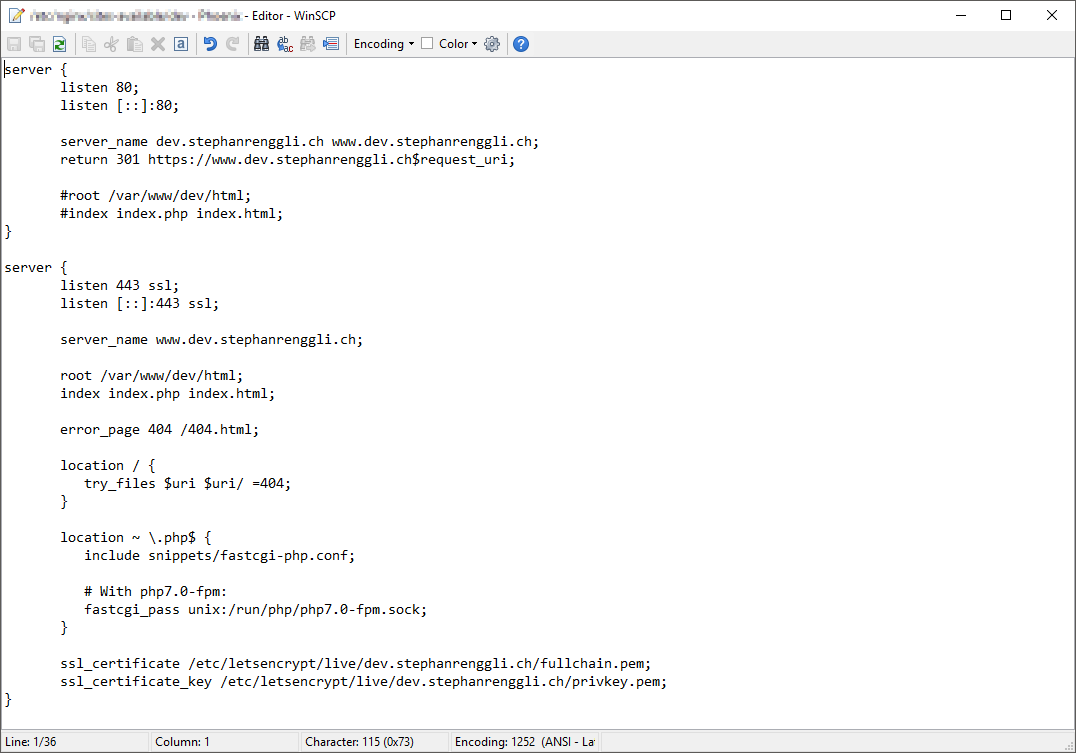 - Editor - WinSCP
Encoding Color
server {
listen 80;
listen [::]:80;
server_name dev.stephanrenggli.ch www.dev.stephanrenggli.ch;
return 301 https://www.dev.stephanrenggli.ch$request_uri;
#root /var/www/dev/html;
#index index.php index.html;
}
server {
listen 443 ssl;
listen [::]:443 ssl;
server_name www.dev.stephanrenggli.ch;
root /var/www/dev/html;
index index.php index.html;
error_page 404 /404.html;
location / {
try_files $uri $uri/ =404;
}
location ~ \.php$ {
include snippets/fastcgi-php.conf;
# With php7.0-fpm:
fastcgi_pass unix:/run/php/php7.0-fpm.sock;
}
ssl_certificate /etc/letsencrypt/live/dev.stephanrenggli.ch/fullchain.pem;
ssl_certificate_key /etc/letsencrypt/live/dev.stephanrenggli.ch/privkey.pem;
}
Line: 1/36 Column: 1 Character: 115 (0x73) Encoding: 1252 (ANSI - La